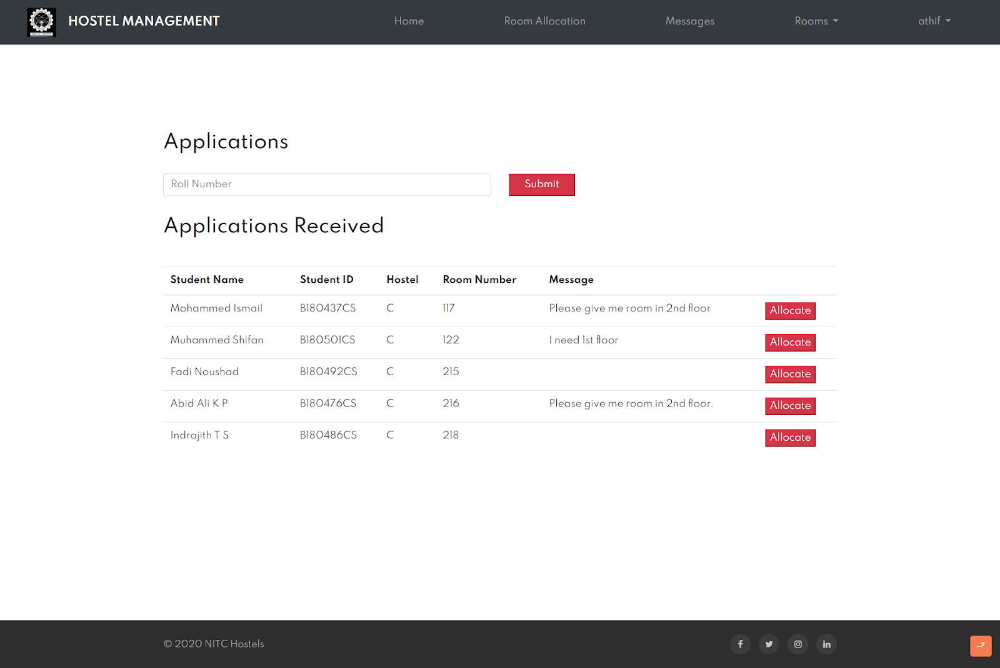 HOSTEL MANAGEMENT Home Room Allocation Messages Rooms athif
Applications
Roll Number Submit
Applications Received
Student Name Student ID Hostel Room Number Message
Mohammed Ismail B180437CS C 117 Please give me room in 2nd floor Allocate
Muhammed Shifan B180501CS C 122 I need 1st floor Allocate
Fadi Noushad B180492CS C 215 Allocate
Abid Ali K P B180476CS C 216 Please give me room in 2nd floor. Allocate
Indrajith T S B180486CS C 218 Allocate
© 2020 NITC Hostels